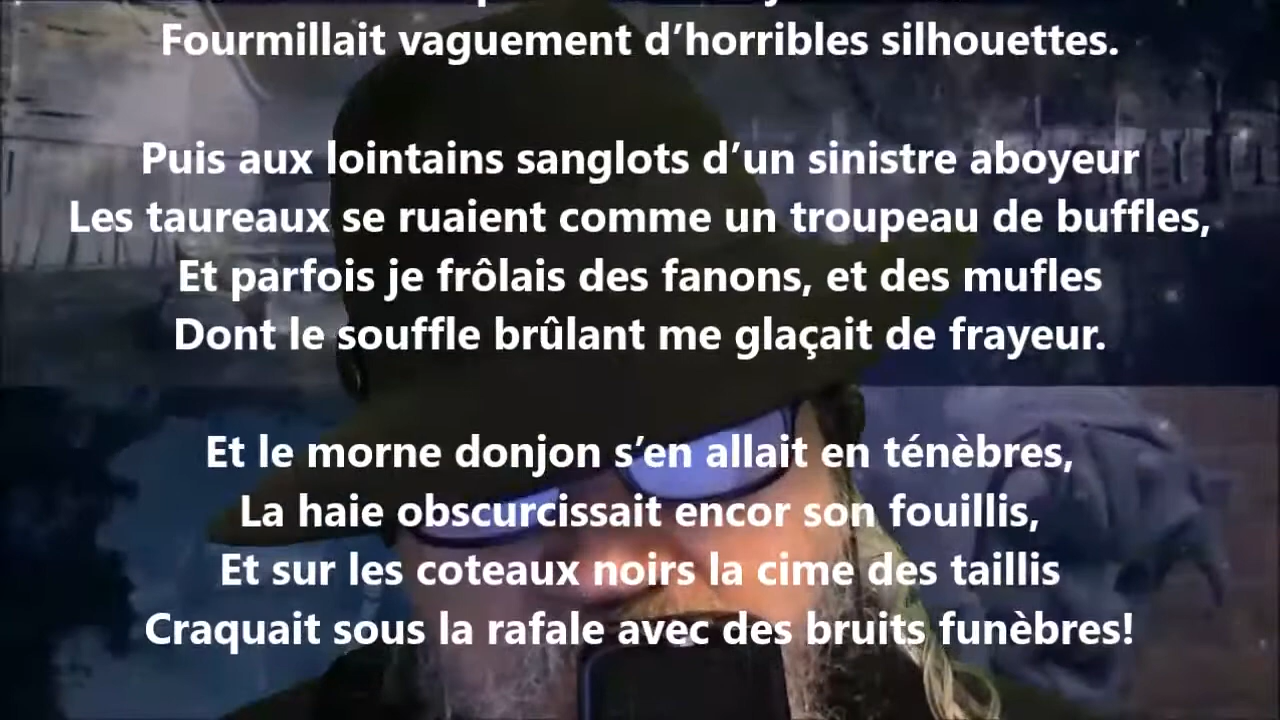 Fourmillait vaguement d’horribles silhouettes.
Puis aux lointains sanglots d’un sinistre aboyeur
Les taureaux se ruaient comme un troupeau de buffles,
Et parfois je frôlais des fanons, et des mufles
Dont le souffle brûlant me glaçait de frayeur.
Et le morne donjon s’en allait en ténèbres,
La haie obscurcissait encor son fouillis,
Et sur les coteaux noirs la cime des taillis
Craquait sous la rafale avec des bruits funèbres!